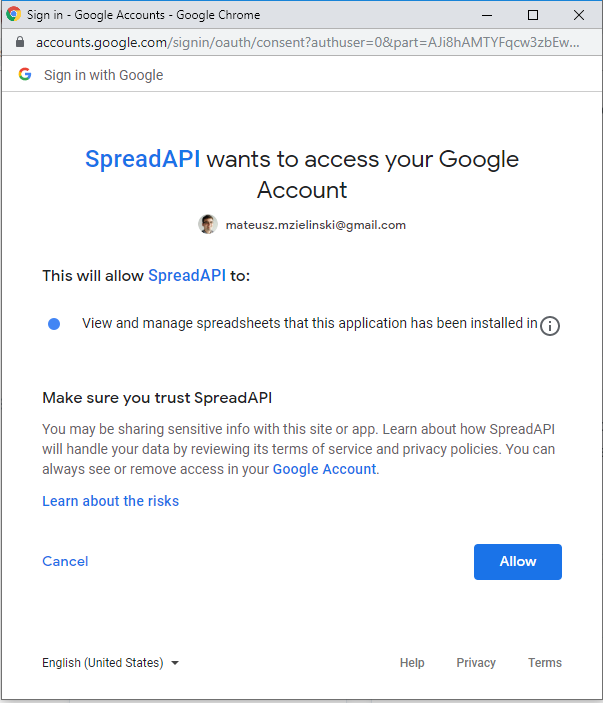 Sign in - Google Accounts - Google Chrome
accounts.google.com/signin/oauth/consent?authuser=0&part=AJi8hAMTYFqcw3zbEw...
Sign in with Google
SpreadAPI wants to access your Google
Account
mateusz.mzielinski@gmail.com
This will allow SpreadAPI to:
View and manage spreadsheets that this application has been installed in
Make sure you trust SpreadAPI
You may be sharing sensitive info with this site or app. Learn about how SpreadAPI
will handle your data by reviewing its terms of service and privacy policies. You can
always see or remove access in your Google Account.
Learn about the risks
Cancel
Allow
English (United States)
Help
Privacy
Terms